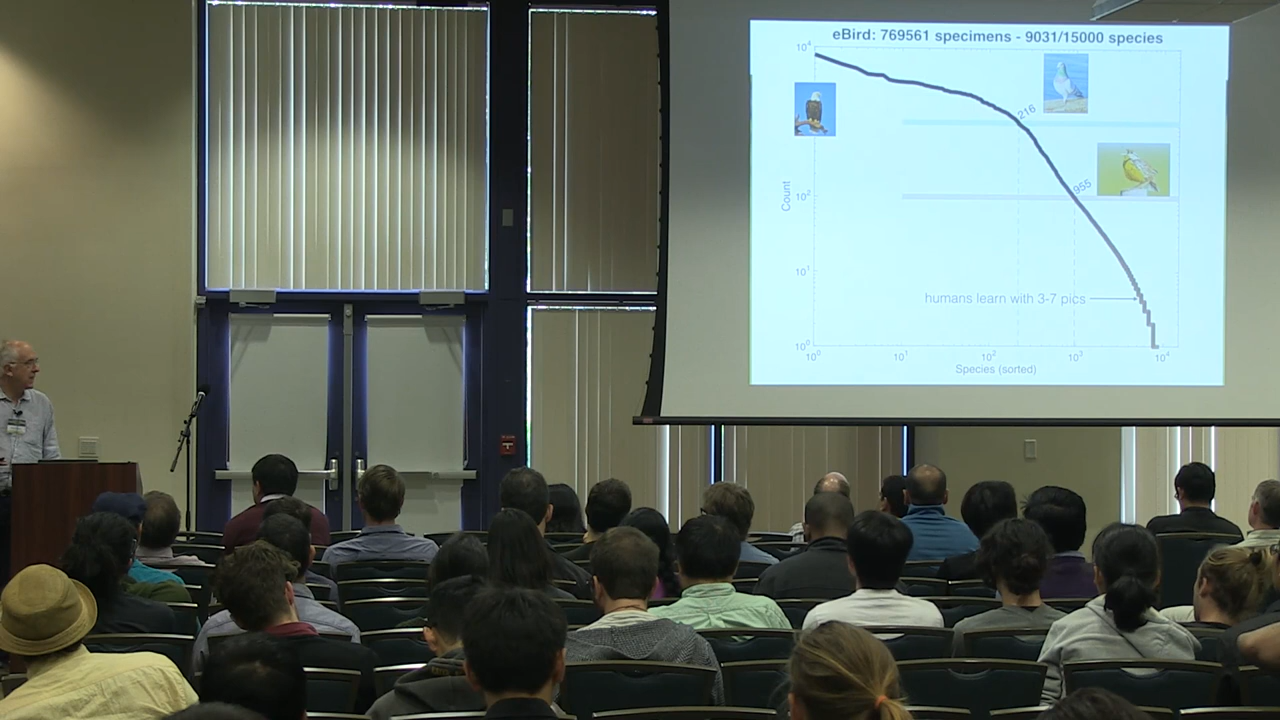 eBird: 769561 specimens - 9031/15000 species
10⁴
216
955
Count
10²
10¹
humans learn with 3-7 pics
10⁰
10⁰ 10¹ 10² 10³ 10⁴
Species (sorted)